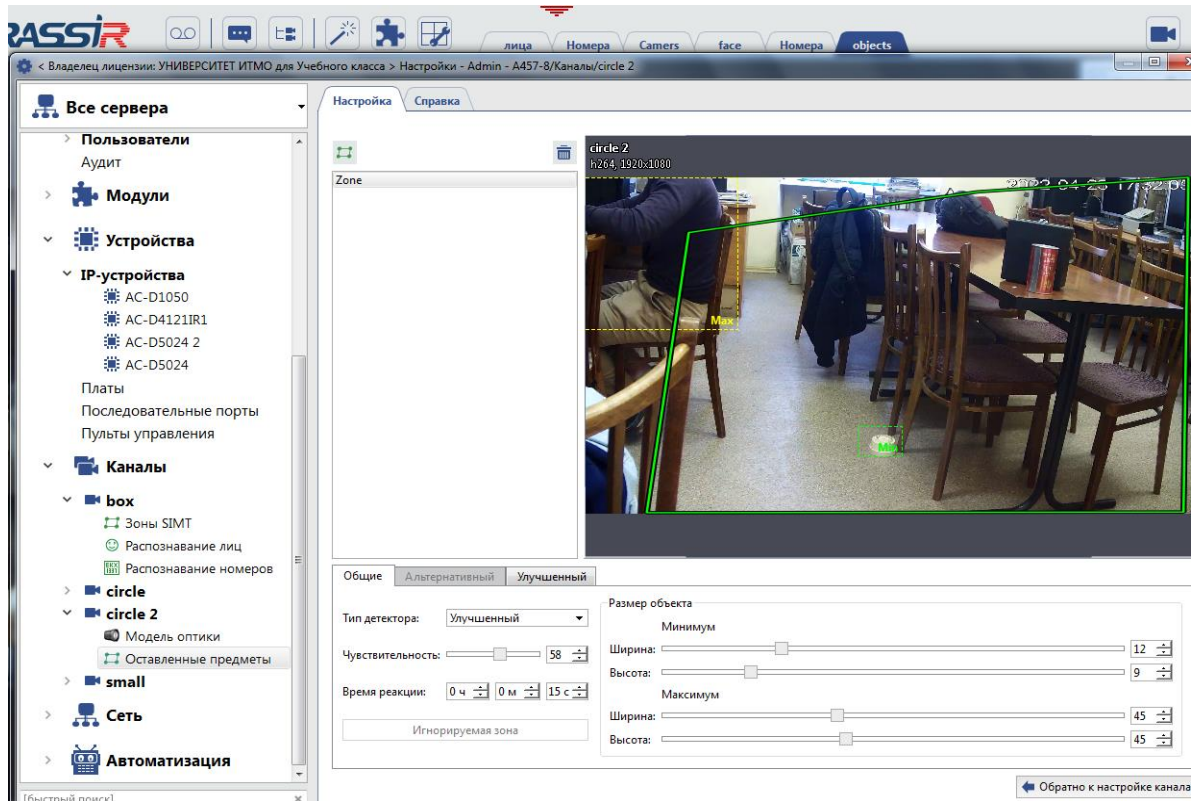 лица Номера Camers face Номера objects
< Владелец лицензии: УНИВЕРСИТЕТ ИТМО для Учебного класса > Настройки - Admin - A457-8/Каналы/circle 2
Все сервера
Пользователи
Аудит
Модули
Устройства
IP-устройства
AC-D1050
AC-D4121IR1
AC-D5024 2
AC-D5024
Платы
Последовательные порты
Пульты управления
Каналы
box
Зоны SIMT
Распознавание лиц
Распознавание номеров
circle
circle 2
Модель оптики
Оставленные предметы
small
Сеть
Автоматизация
[быстрый поиск]
Настройка Справка
Zone
circle 2
h264, 1920x1080
Max
Min
Общие Альтернативный Улучшенный
Тип детектора: Улучшенный
Чувствительность: 58
Время реакции: 0 ч 0 м 15 с
Игнорируемая зона
Размер объекта
Минимум
Ширина: 12
Высота: 9
Максимум
Ширина: 45
Высота: 45
Обратно к настройке канала